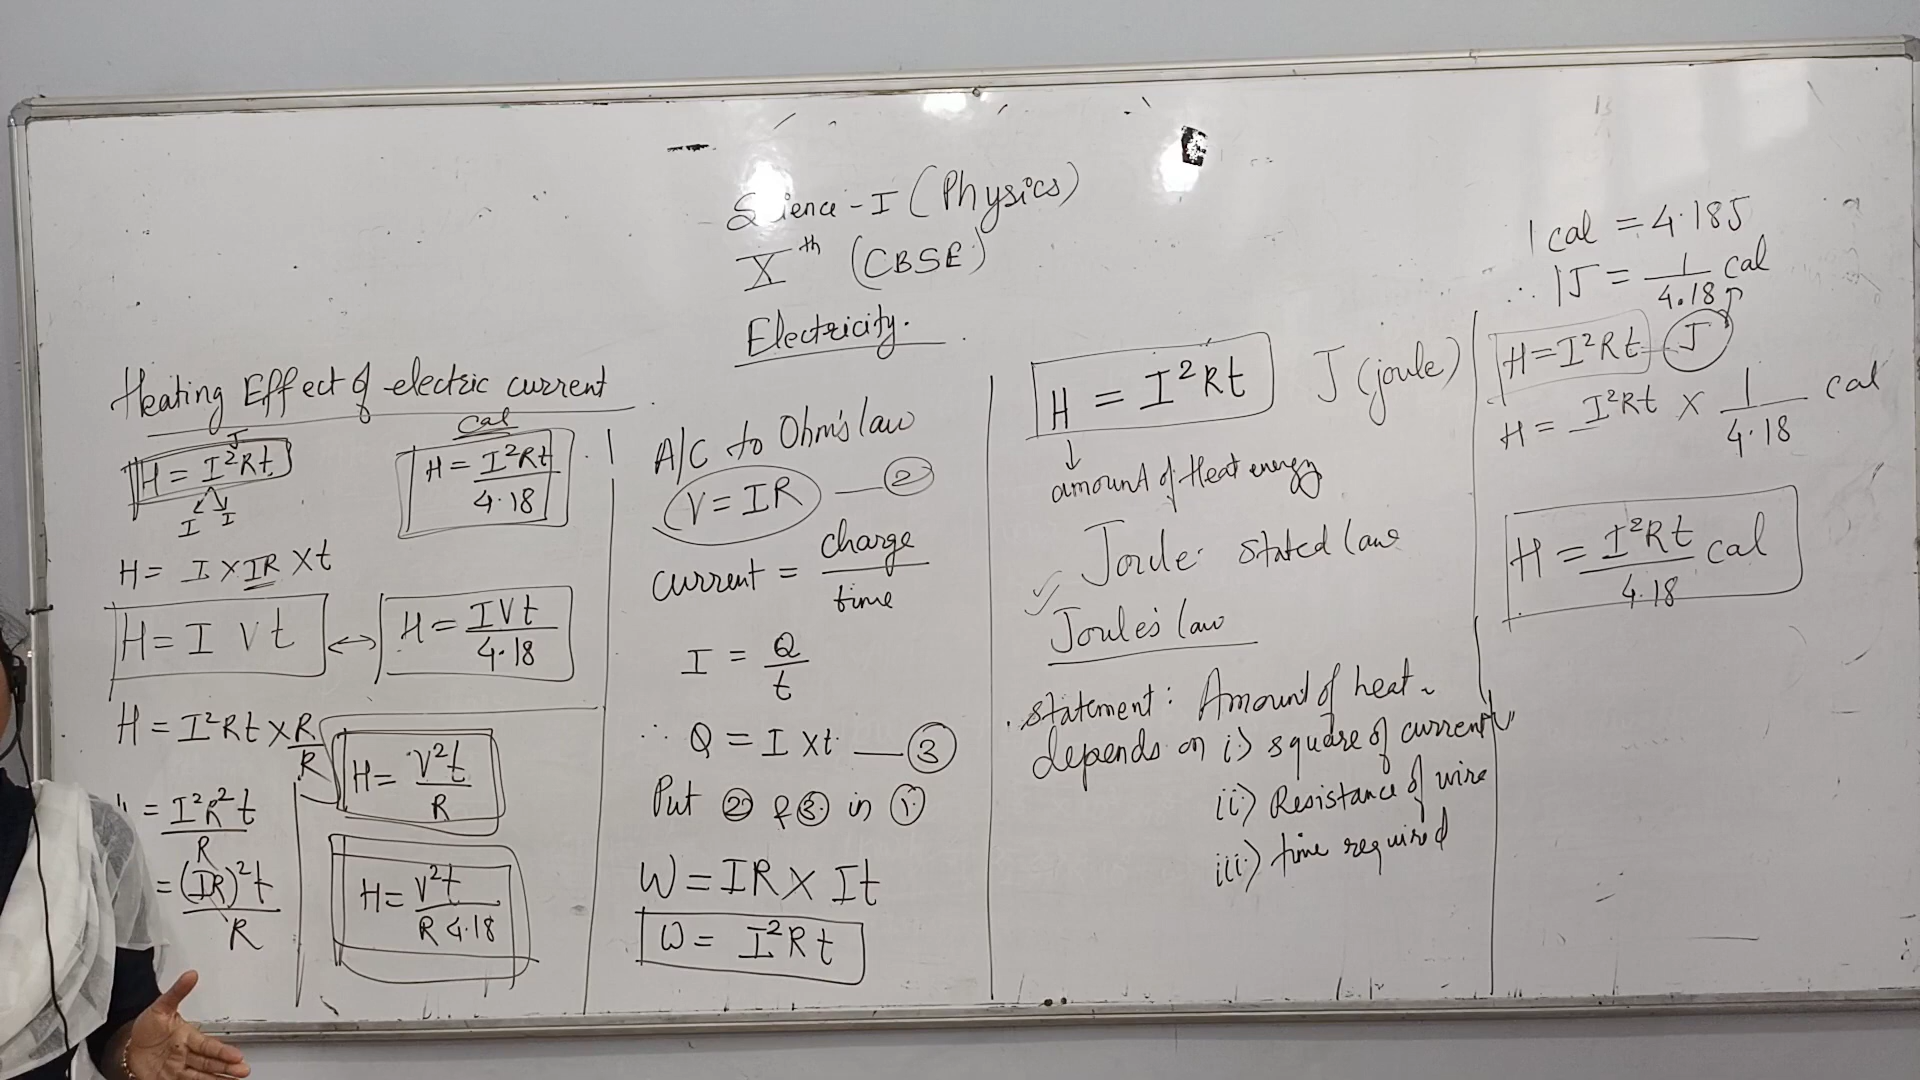 Science - I (Physics)
Xth (CBSE)
Electricity.
Heating Effect of electric current
J
H = I²Rt
I I
H = I × IR × t
H = I V t ↔
H = I²Rt × R/R
" = I²R²t/R
= (IR)²t/R
Cal
H = I²Rt/4.18
H = IVt/4.18
H = V²t/R
H = V²t/R 4.18
A/C to Ohm's law
V = IR — ②
current = charge/time
I = Q/t
∴ Q = I × t — ③
Put ② & ③ in ①
W = IR × It
W = I²Rt
H = I²Rt J (joule)
↓
amount of Heat energy
Joule stated law
✓ Joule's law
statement: Amount of heat
depends on i) square of current
ii) Resistance of wire
iii) time required
1 cal = 4.18J
∴ 1J = 1/4.18 cal
H = I²Rt J
H = I²Rt × 1/4.18 cal
H = I²Rt/4.18 cal